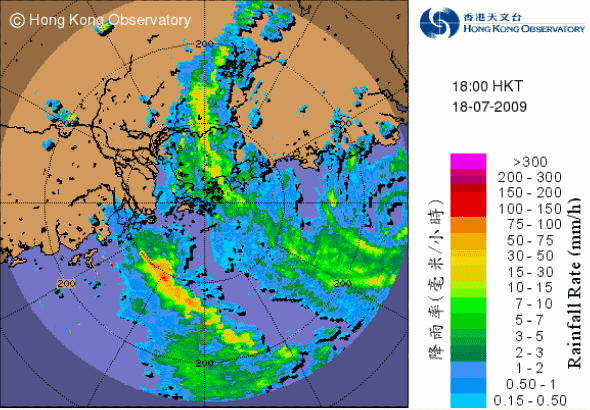 © Hong Kong Observatory
香港天文台
HONG KONG OBSERVATORY
18:00 HKT
18-07-2009
200
200
200
200
200
200
>300
200 - 300
150 - 200
100 - 150
75 - 100
50 - 75
30 - 50
15 - 30
10 - 15
7 - 10
5 - 7
3 - 5
2 - 3
1 - 2
0.50 - 1
0.15 - 0.50
降雨率(毫米/小時)
Rainfall Rate (mm/h)